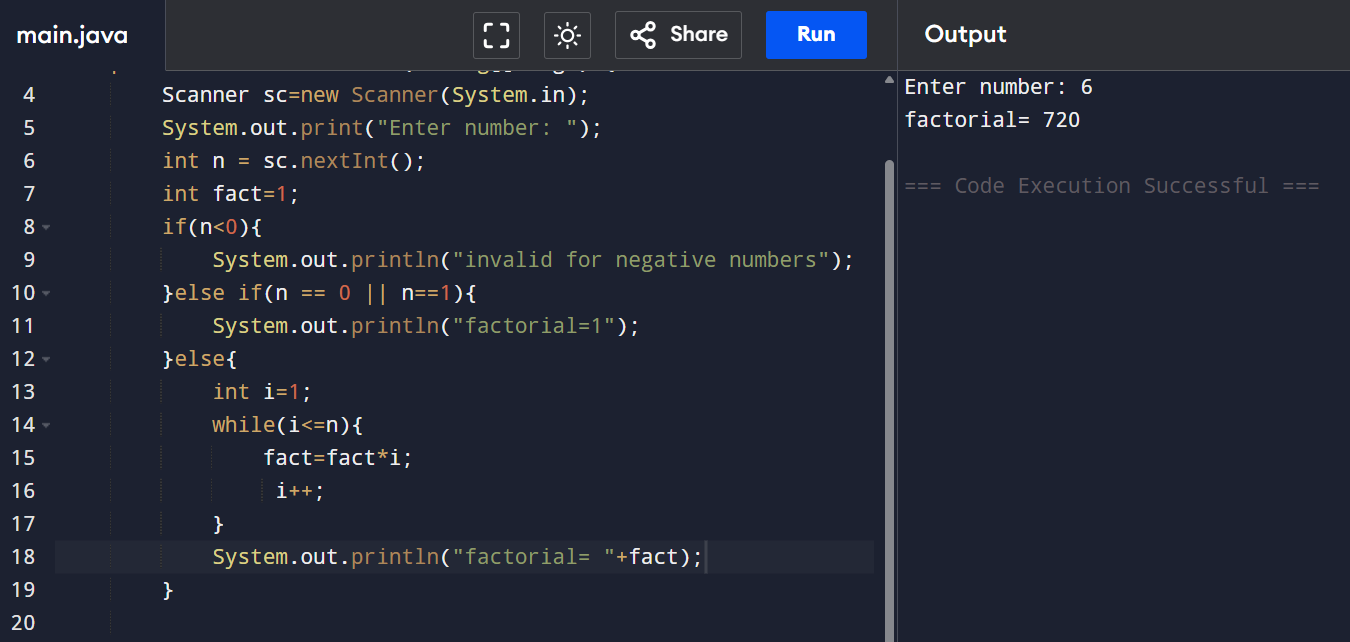 main.java
Share
Run
Output
4 Scanner sc=new Scanner(System.in);
5 System.out.print("Enter number: ");
6 int n = sc.nextInt();
7 int fact=1;
8 if(n<0){
9 System.out.println("invalid for negative numbers");
10 }else if(n == 0 || n==1){
11 System.out.println("factorial=1");
12 }else{
13 int i=1;
14 while(i<=n){
15 fact=fact*i;
16 i++;
17 }
18 System.out.println("factorial= "+fact);
19 }
20
Enter number: 6
factorial= 720
=== Code Execution Successful ===